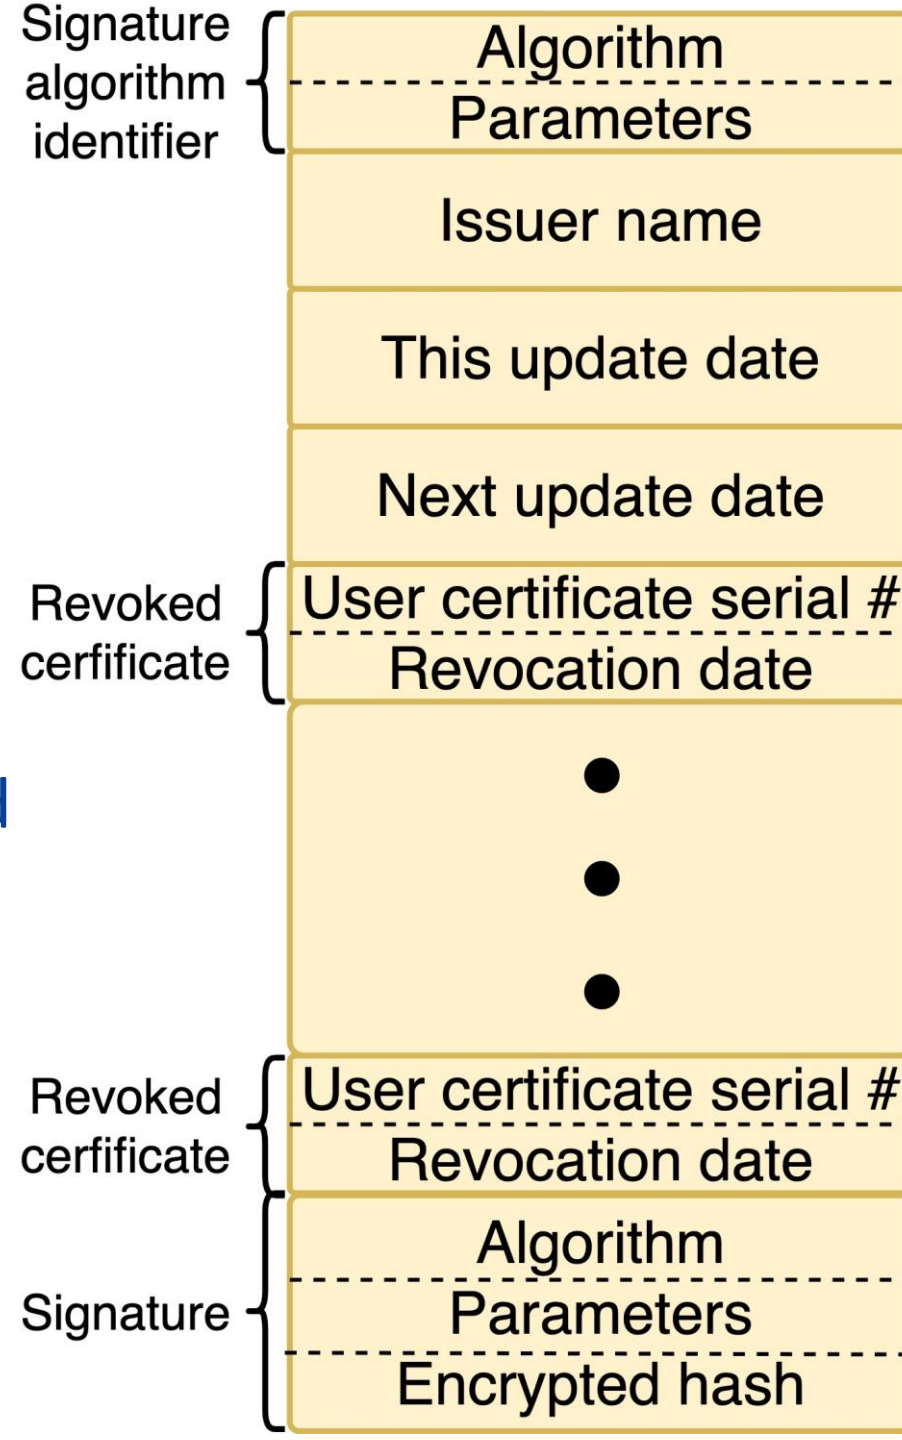 Signature
algorithm
identifier
Algorithm
Parameters
Issuer name
This update date
Next update date
Revoked
cerfificate
User certificate serial #
Revocation date
Revoked
cerfificate
User certificate serial #
Revocation date
Signature
Algorithm
Parameters
Encrypted hash